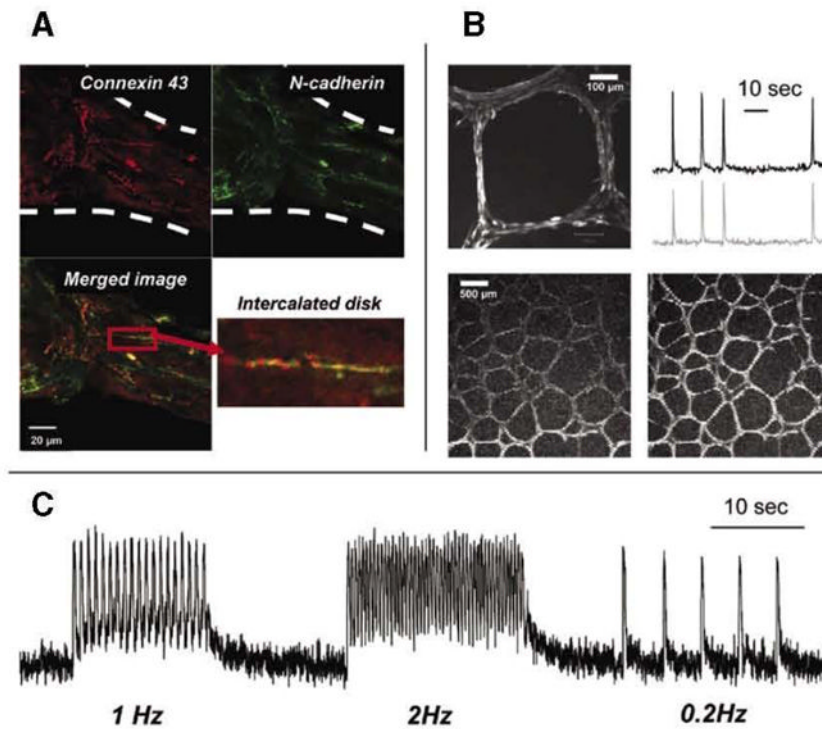 A
Connexin 43
N-cadherin
Merged image
Intercalated disk
20 µm
B
100 µm
10 sec
500 µm
C
10 sec
1 Hz
2Hz
0.2Hz